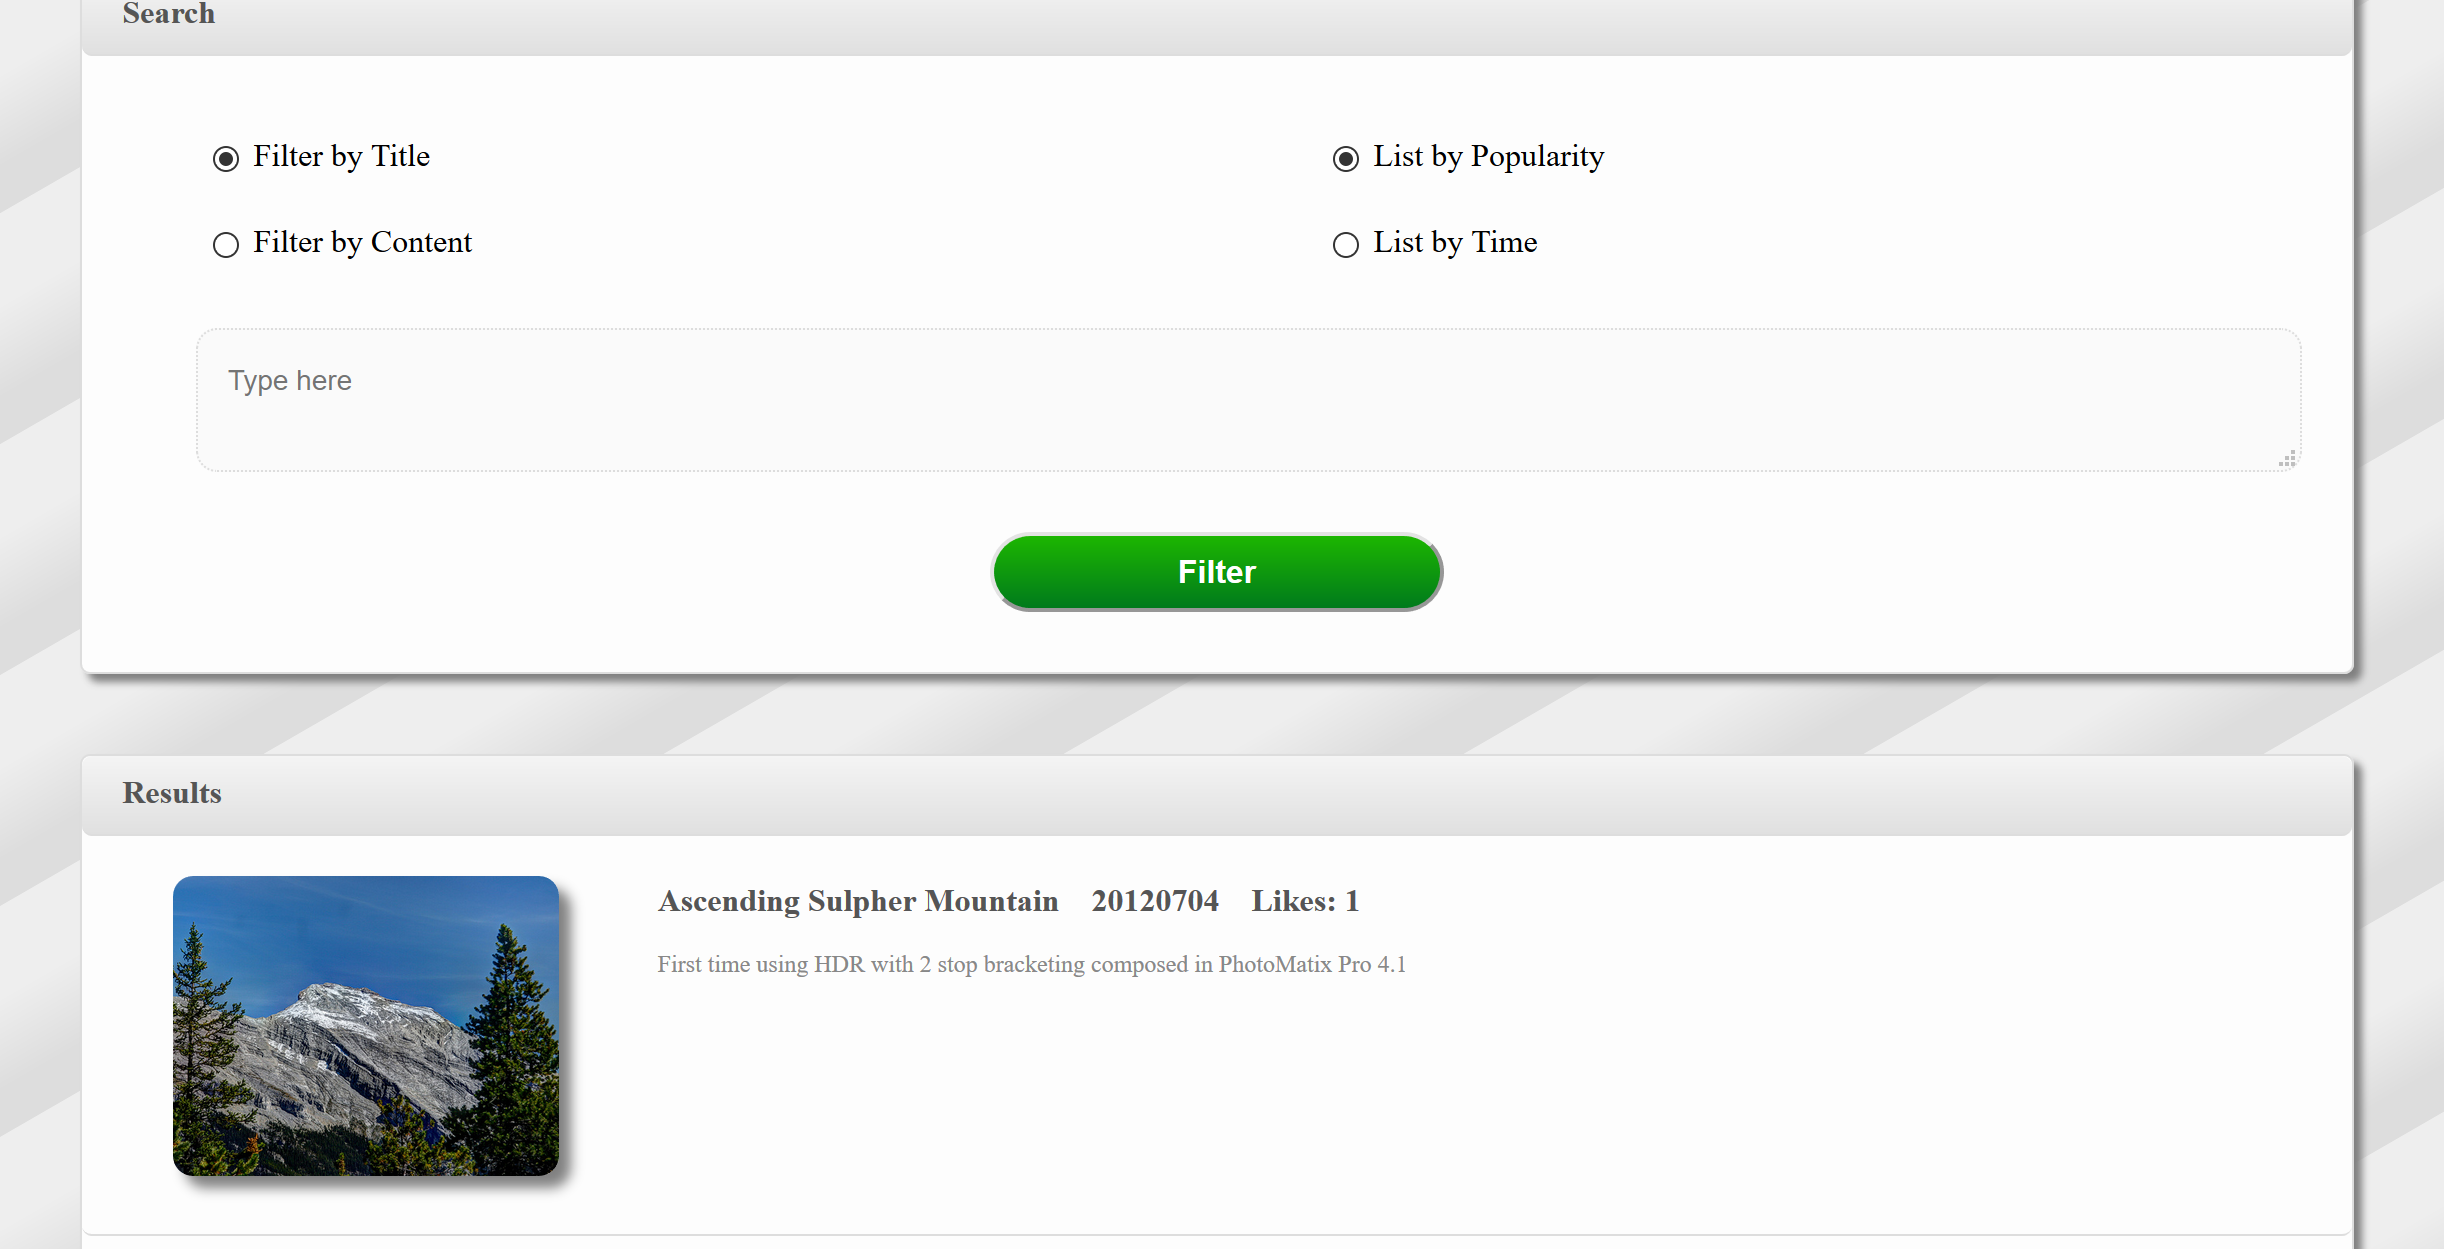 Search
Filter by Title
List by Popularity
Filter by Content
List by Time
Type here
Filter
Results
Ascending Sulpher Mountain 20120704 Likes: 1
First time using HDR with 2 stop bracketing composed in PhotoMatix Pro 4.1